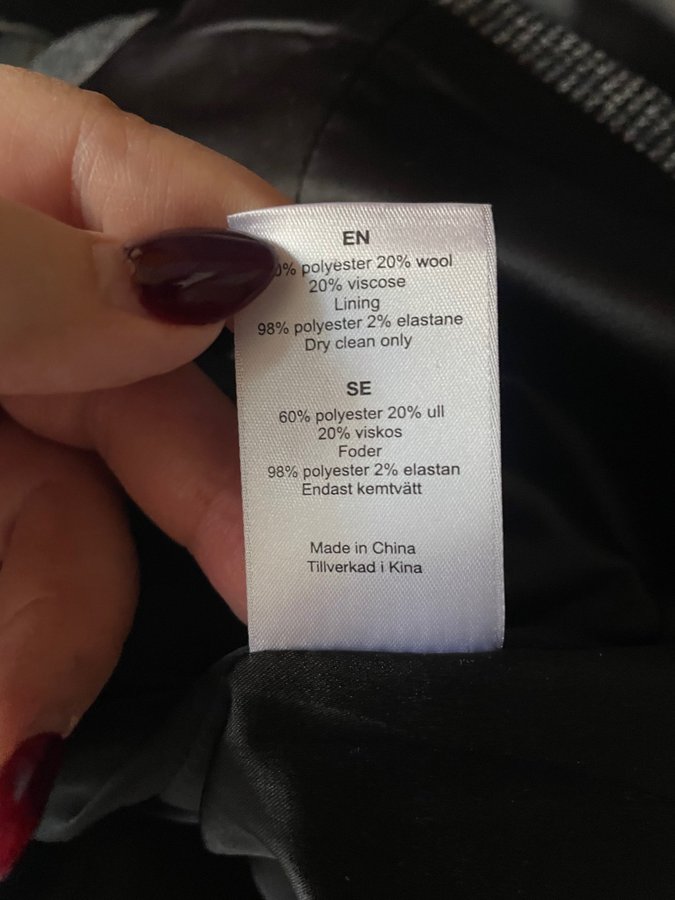 EN
polyester 20% wool
20% viscose
Lining
98% polyester 2% elastane
Dry clean only
SE
60% polyester 20% ull
20% viskos
Foder
98% polyester 2% elastan
Endast kemtvätt
Made in China
Tillverkad i Kina